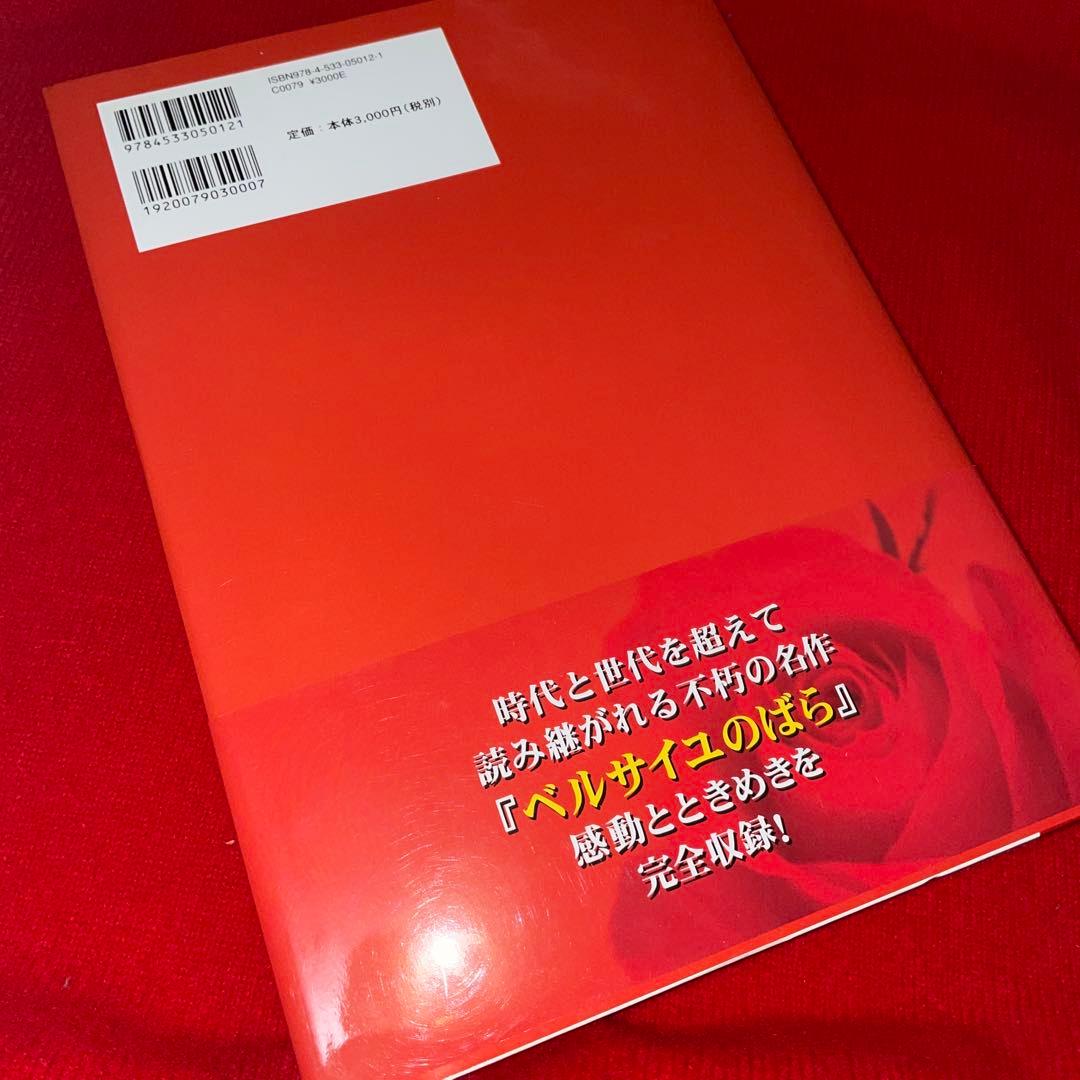 ISBN978-4-533-05012-1
C0079 ¥3000E
定価：本体3,000円（税別）
9784533050121
1920079030007
時代と世代を超えて
読み継がれる不朽の名作
『ベルサイユのばら』
感動とときめきを
完全収録！